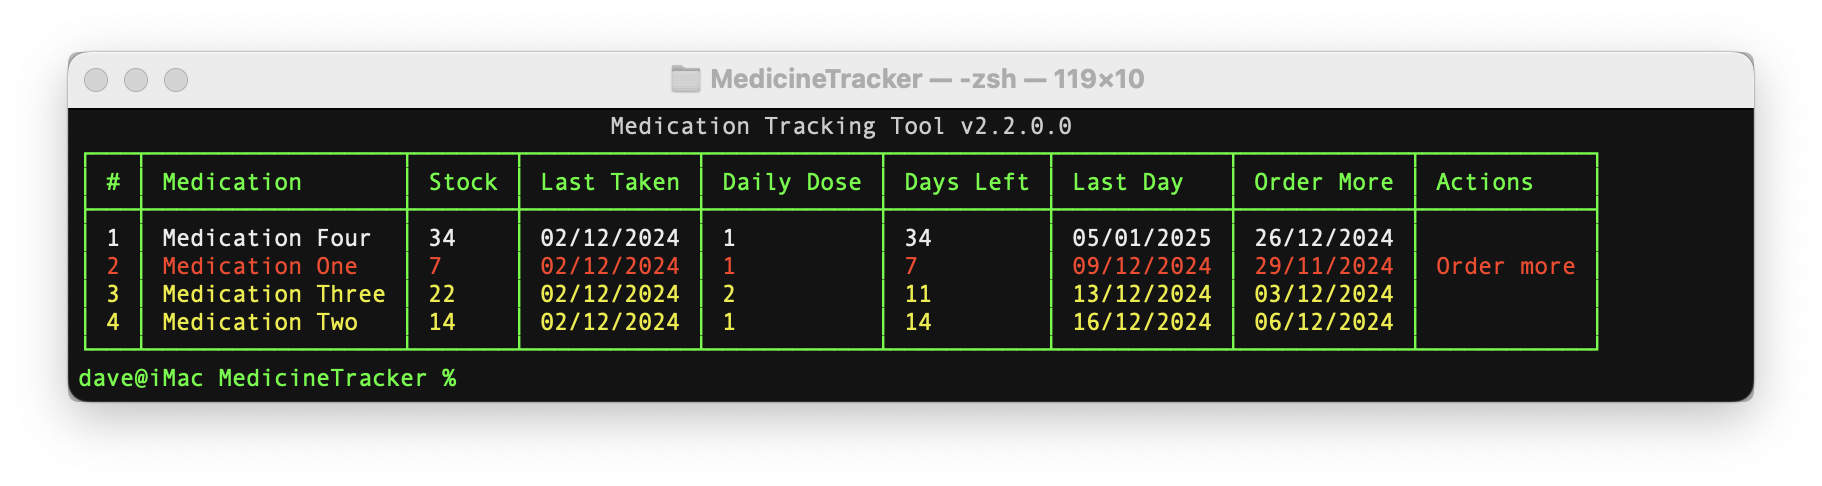 MedicineTracker — -zsh — 119×10
Medication Tracking Tool v2.2.0.0
# Medication Stock Last Taken Daily Dose Days Left Last Day Order More Actions
1 Medication Four 34 02/12/2024 1 34 05/01/2025 26/12/2024
2 Medication One 7 02/12/2024 1 7 09/12/2024 29/11/2024 Order more
3 Medication Three 22 02/12/2024 2 11 13/12/2024 03/12/2024
4 Medication Two 14 02/12/2024 1 14 16/12/2024 06/12/2024
dave@iMac MedicineTracker %